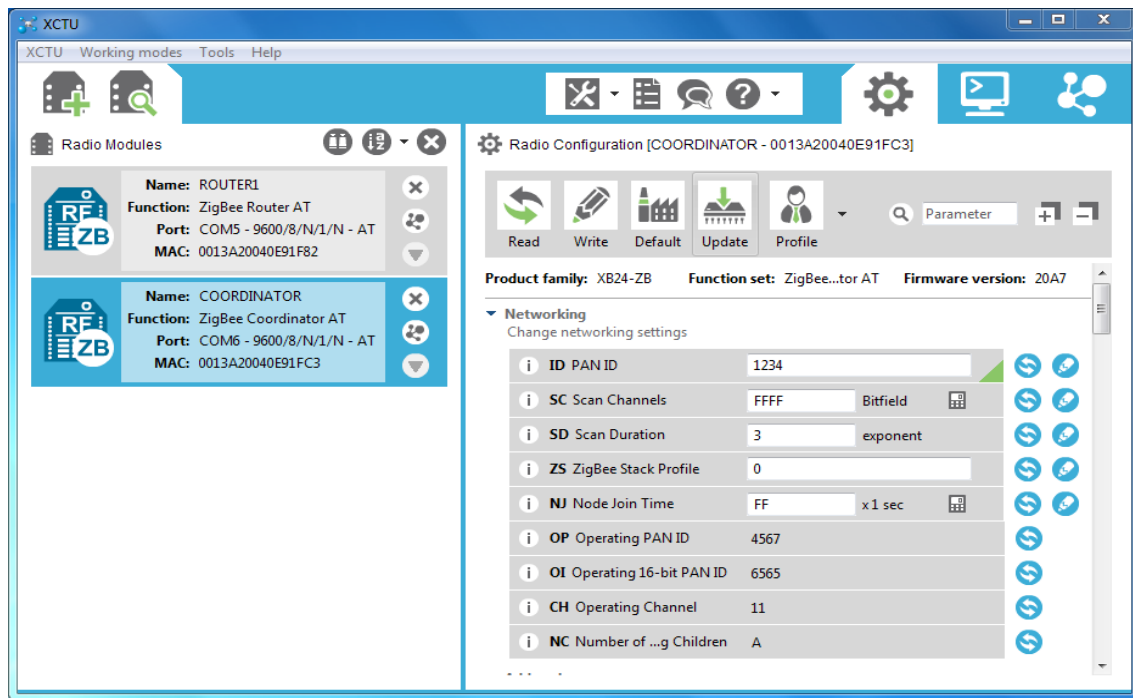 XCTU
XCTU Working modes Tools Help
Radio Modules
Name: ROUTER1
Function: ZigBee Router AT
Port: COM5 - 9600/8/N/1/N - AT
MAC: 0013A20040E91F82
RF
ZB
Name: COORDINATOR
Function: ZigBee Coordinator AT
Port: COM6 - 9600/8/N/1/N - AT
MAC: 0013A20040E91FC3
RF
ZB
Radio Configuration [COORDINATOR - 0013A20040E91FC3]
Read Write Default Update Profile
Parameter
Product family: XB24-ZB Function set: ZigBee...tor AT Firmware version: 20A7
Networking
Change networking settings
i ID PAN ID 1234
i SC Scan Channels FFFF Bitfield
i SD Scan Duration 3 exponent
i ZS ZigBee Stack Profile 0
i NJ Node Join Time FF x 1 sec
i OP Operating PAN ID 4567
i OI Operating 16-bit PAN ID 6565
i CH Operating Channel 11
i NC Number of ...g Children A